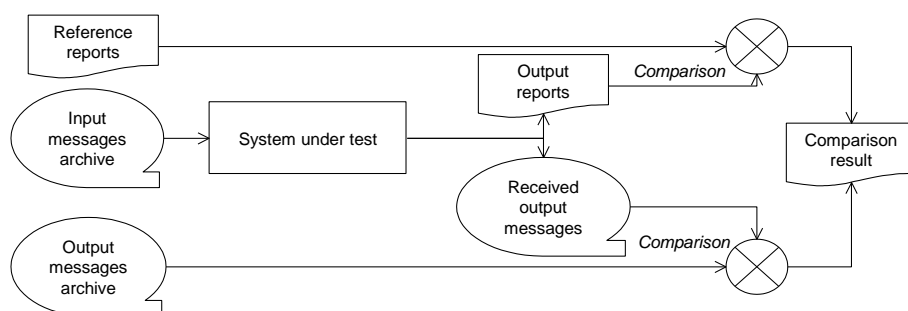 Reference
reports
Output
reports
Comparison
Input
messages
archive
System under test
Comparison
result
Received
output
messages
Comparison
Output
messages
archive